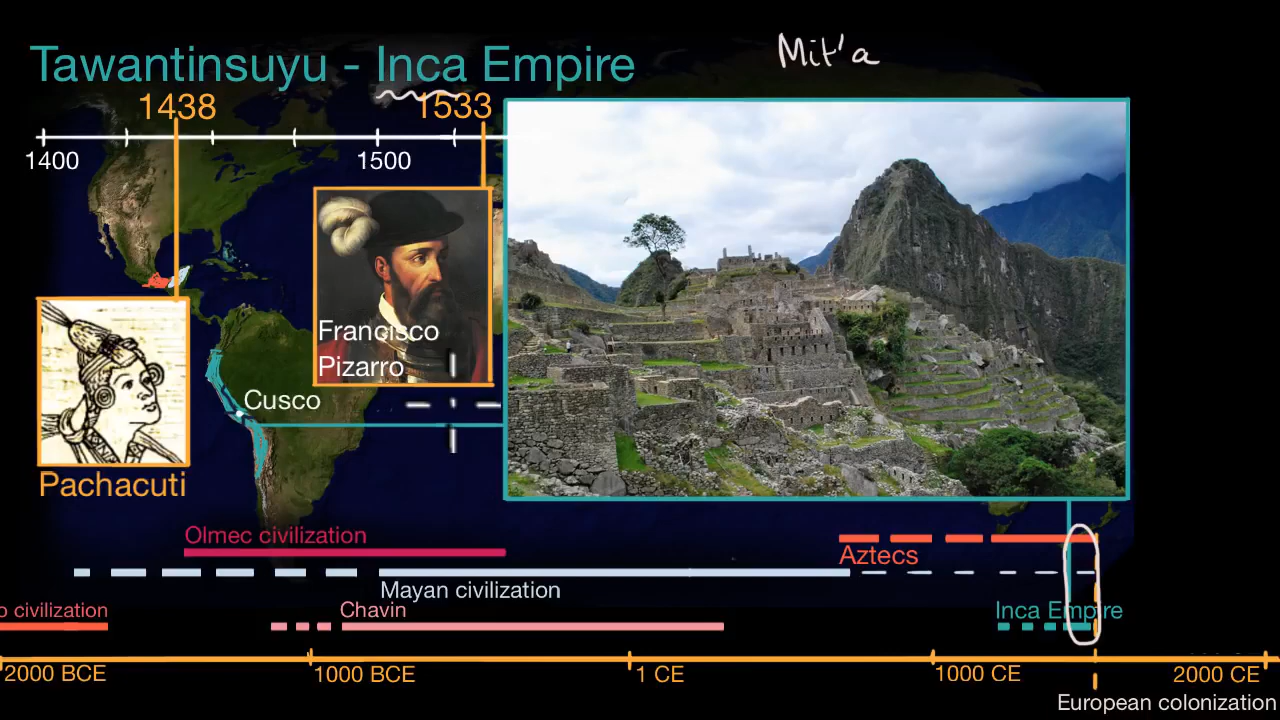 Tawantinsuyu - Inca Empire
Mit'a
1438
1533
1400
1500
Francisco
Pizarro
Cusco
Pachacuti
Olmec civilization
Aztecs
Mayan civilization
o civilization
Chavin
Inca Empire
2000 BCE
1000 BCE
1 CE
1000 CE
2000 CE
European colonization